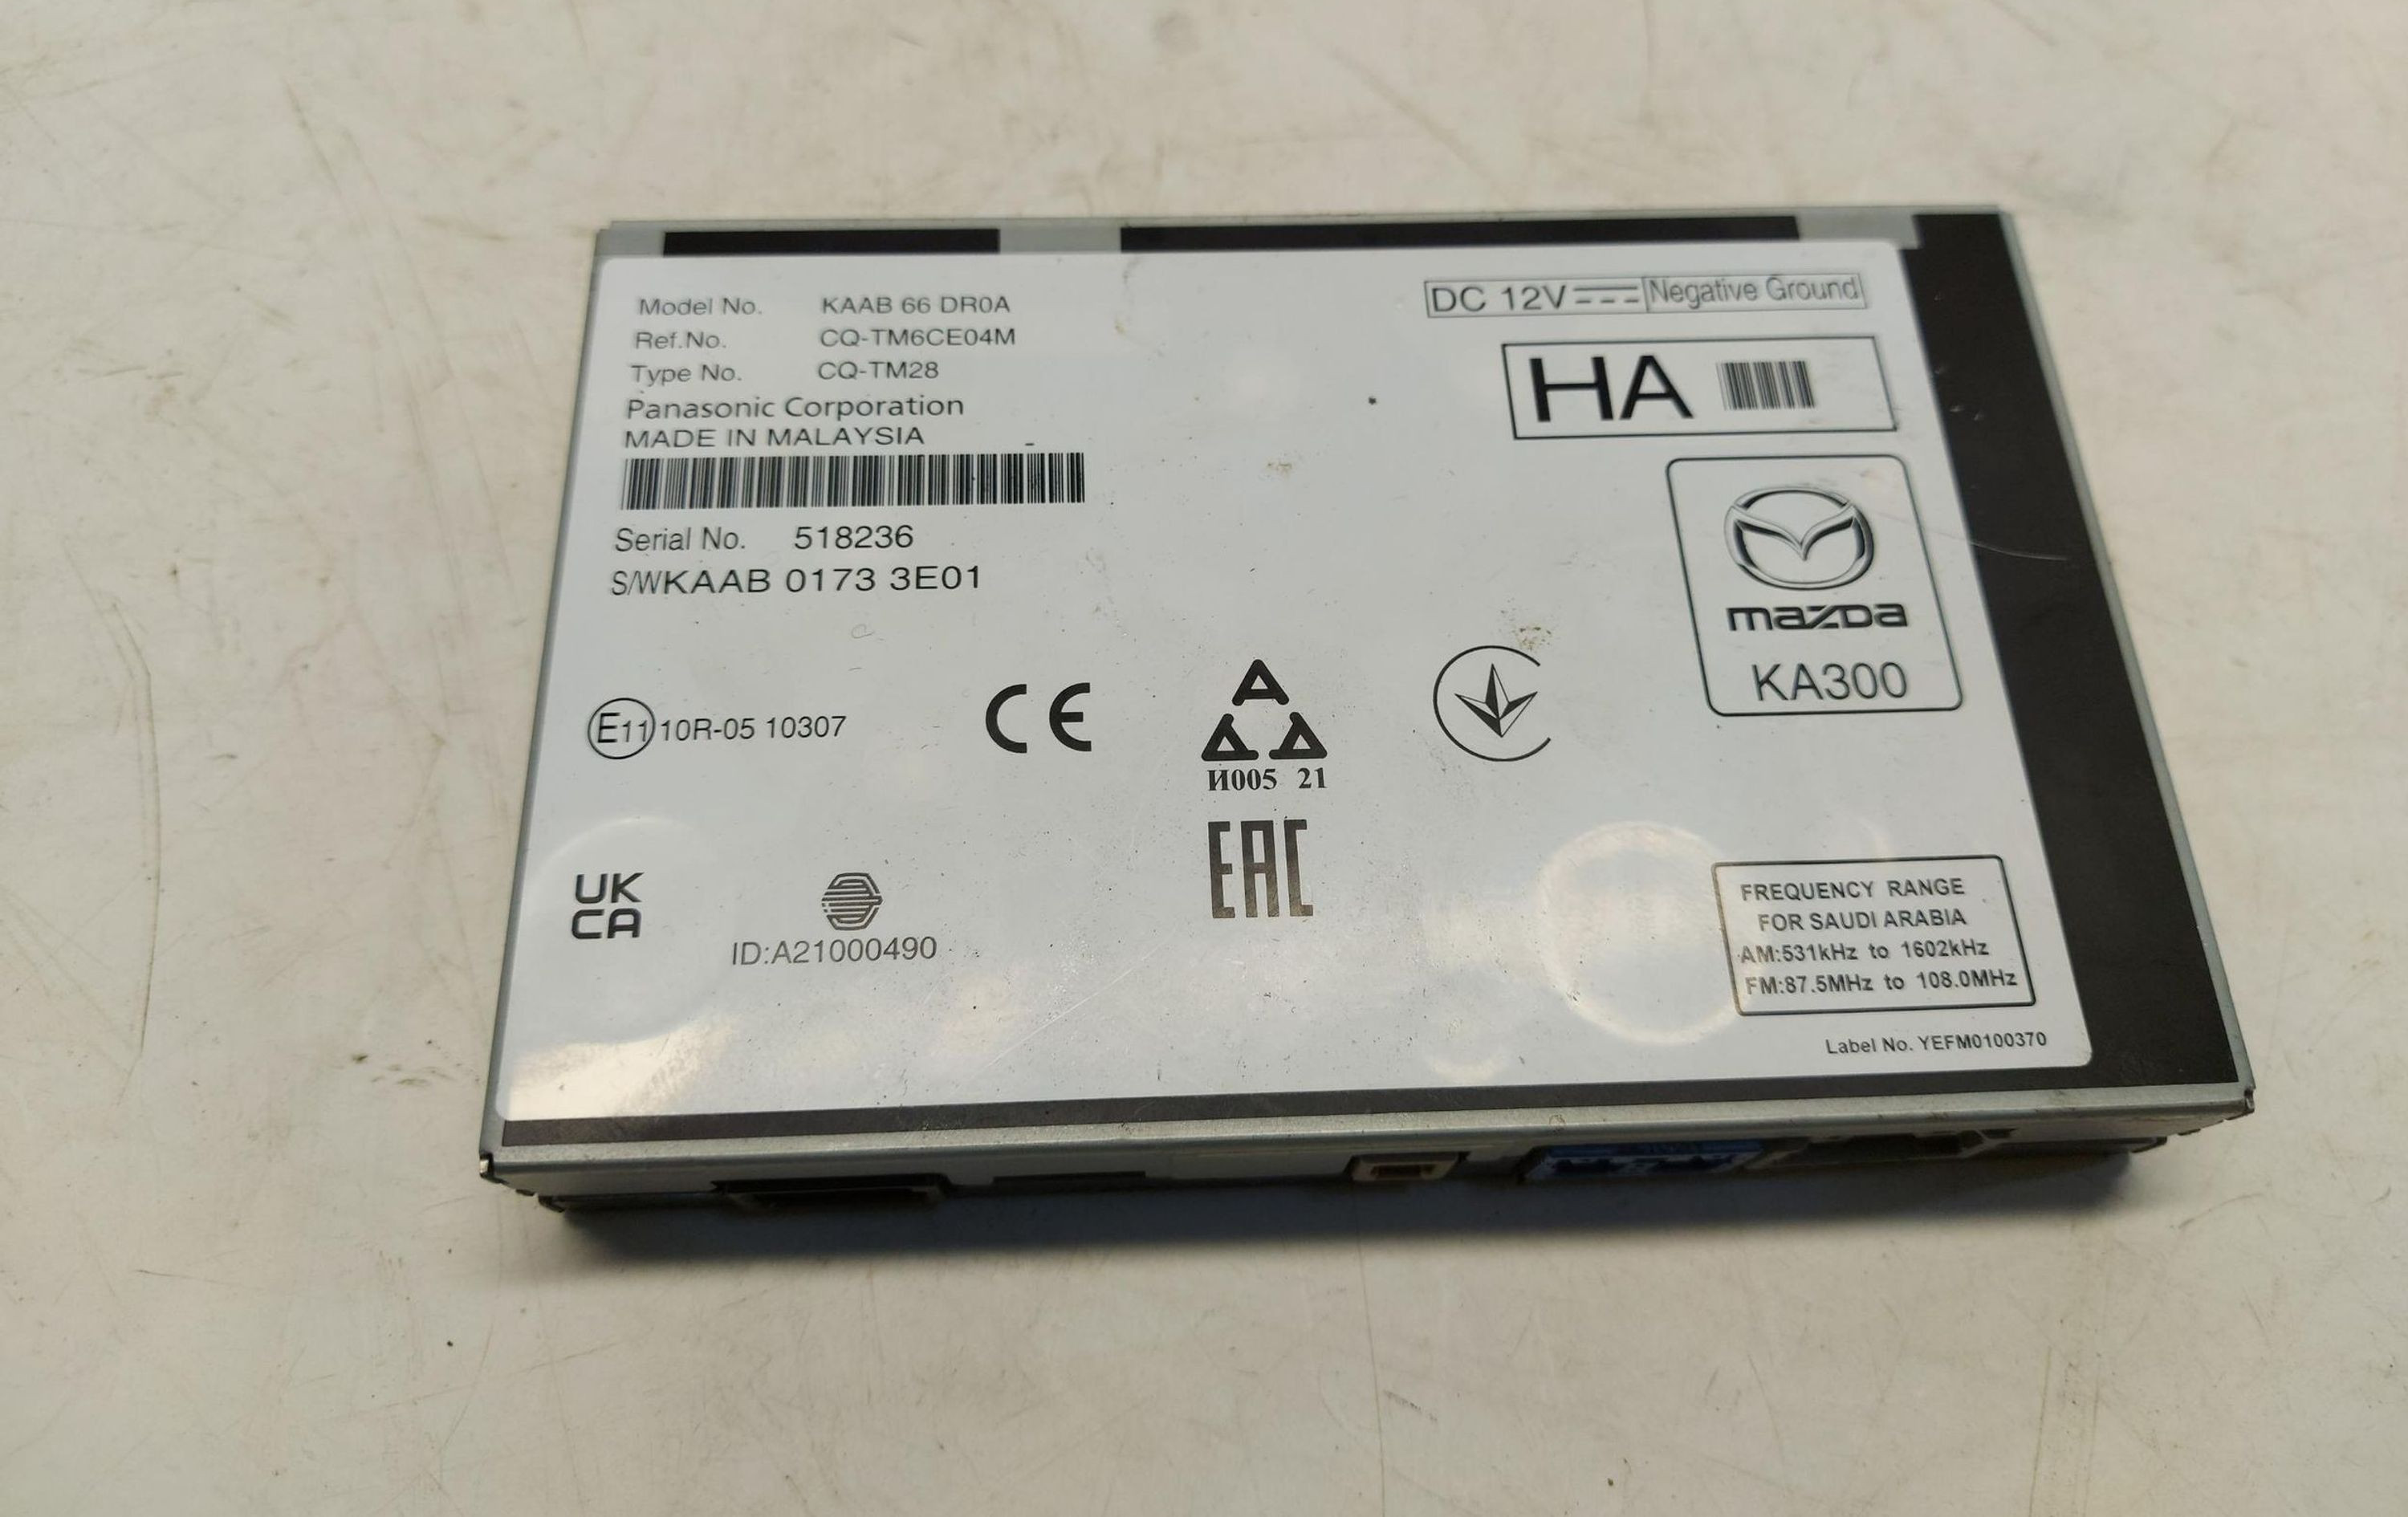 Model No. KAAB 66 DR0A
Ref.No. CQ-TM6CE04M
Type No. CQ-TM28
Panasonic Corporation
MADE IN MALAYSIA
Serial No. 518236
S/WKAAB 0173 3E01
DC 12V Negative Ground
HA
mazDa
KA300
E11 10R-05 10307
CE
И005 21
EAC
UK
CA
ID:A21000490
FREQUENCY RANGE
FOR SAUDI ARABIA
AM:531kHz to 1602kHz
FM:87.5MHz to 108.0MHz
Label No. YEFM0100370